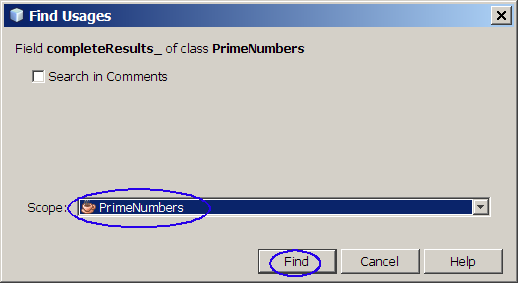 Find Usages
Field completeResults_ of class PrimeNumbers
Search in Comments
Scope: PrimeNumbers
Find Cancel Help